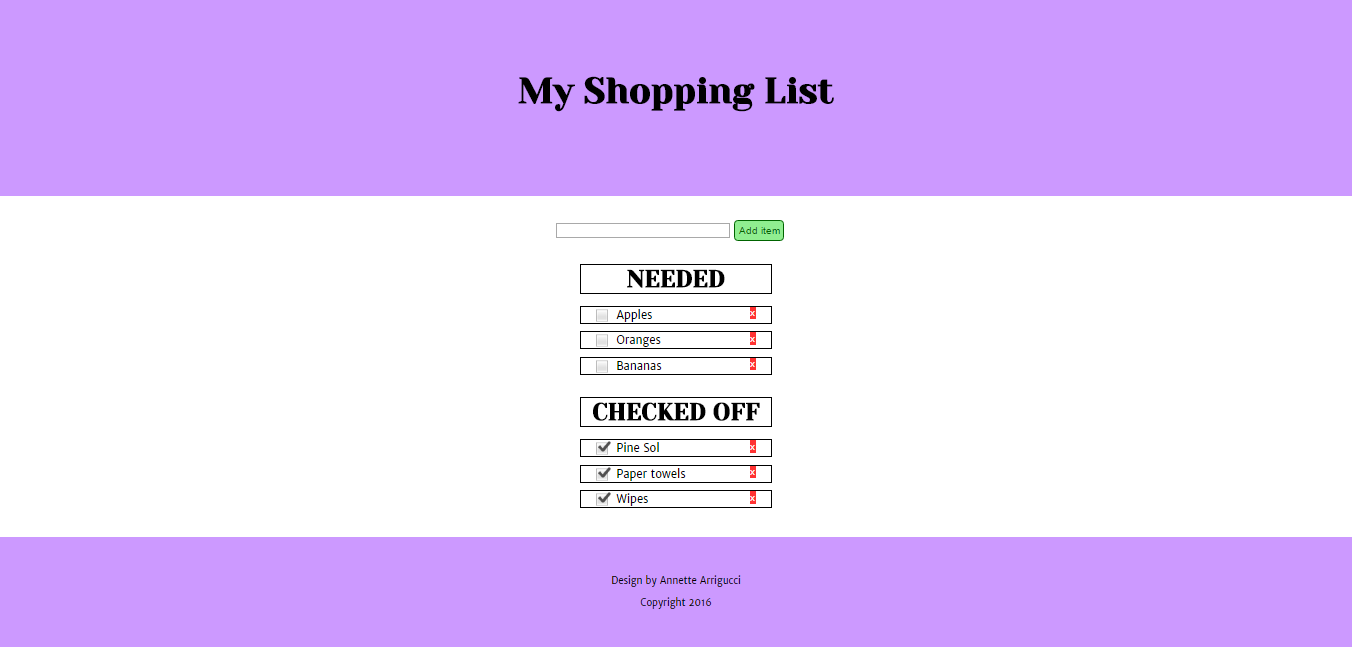 My Shopping List
Add item
NEEDED
Apples x
Oranges x
Bananas x
CHECKED OFF
Pine Sol x
Paper towels x
Wipes x
Design by Annette Arrigucci
Copyright 2016